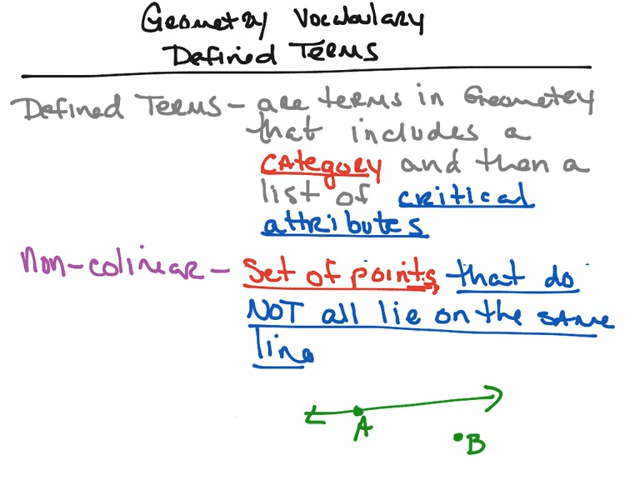 Geometry Vocabulary
Defined Terms
Defined Terms - are terms in Geometry
that includes a
category and then a
list of critical
attributes
Non-colinear - Set of points, that do
NOT all lie on the same
line
A
B